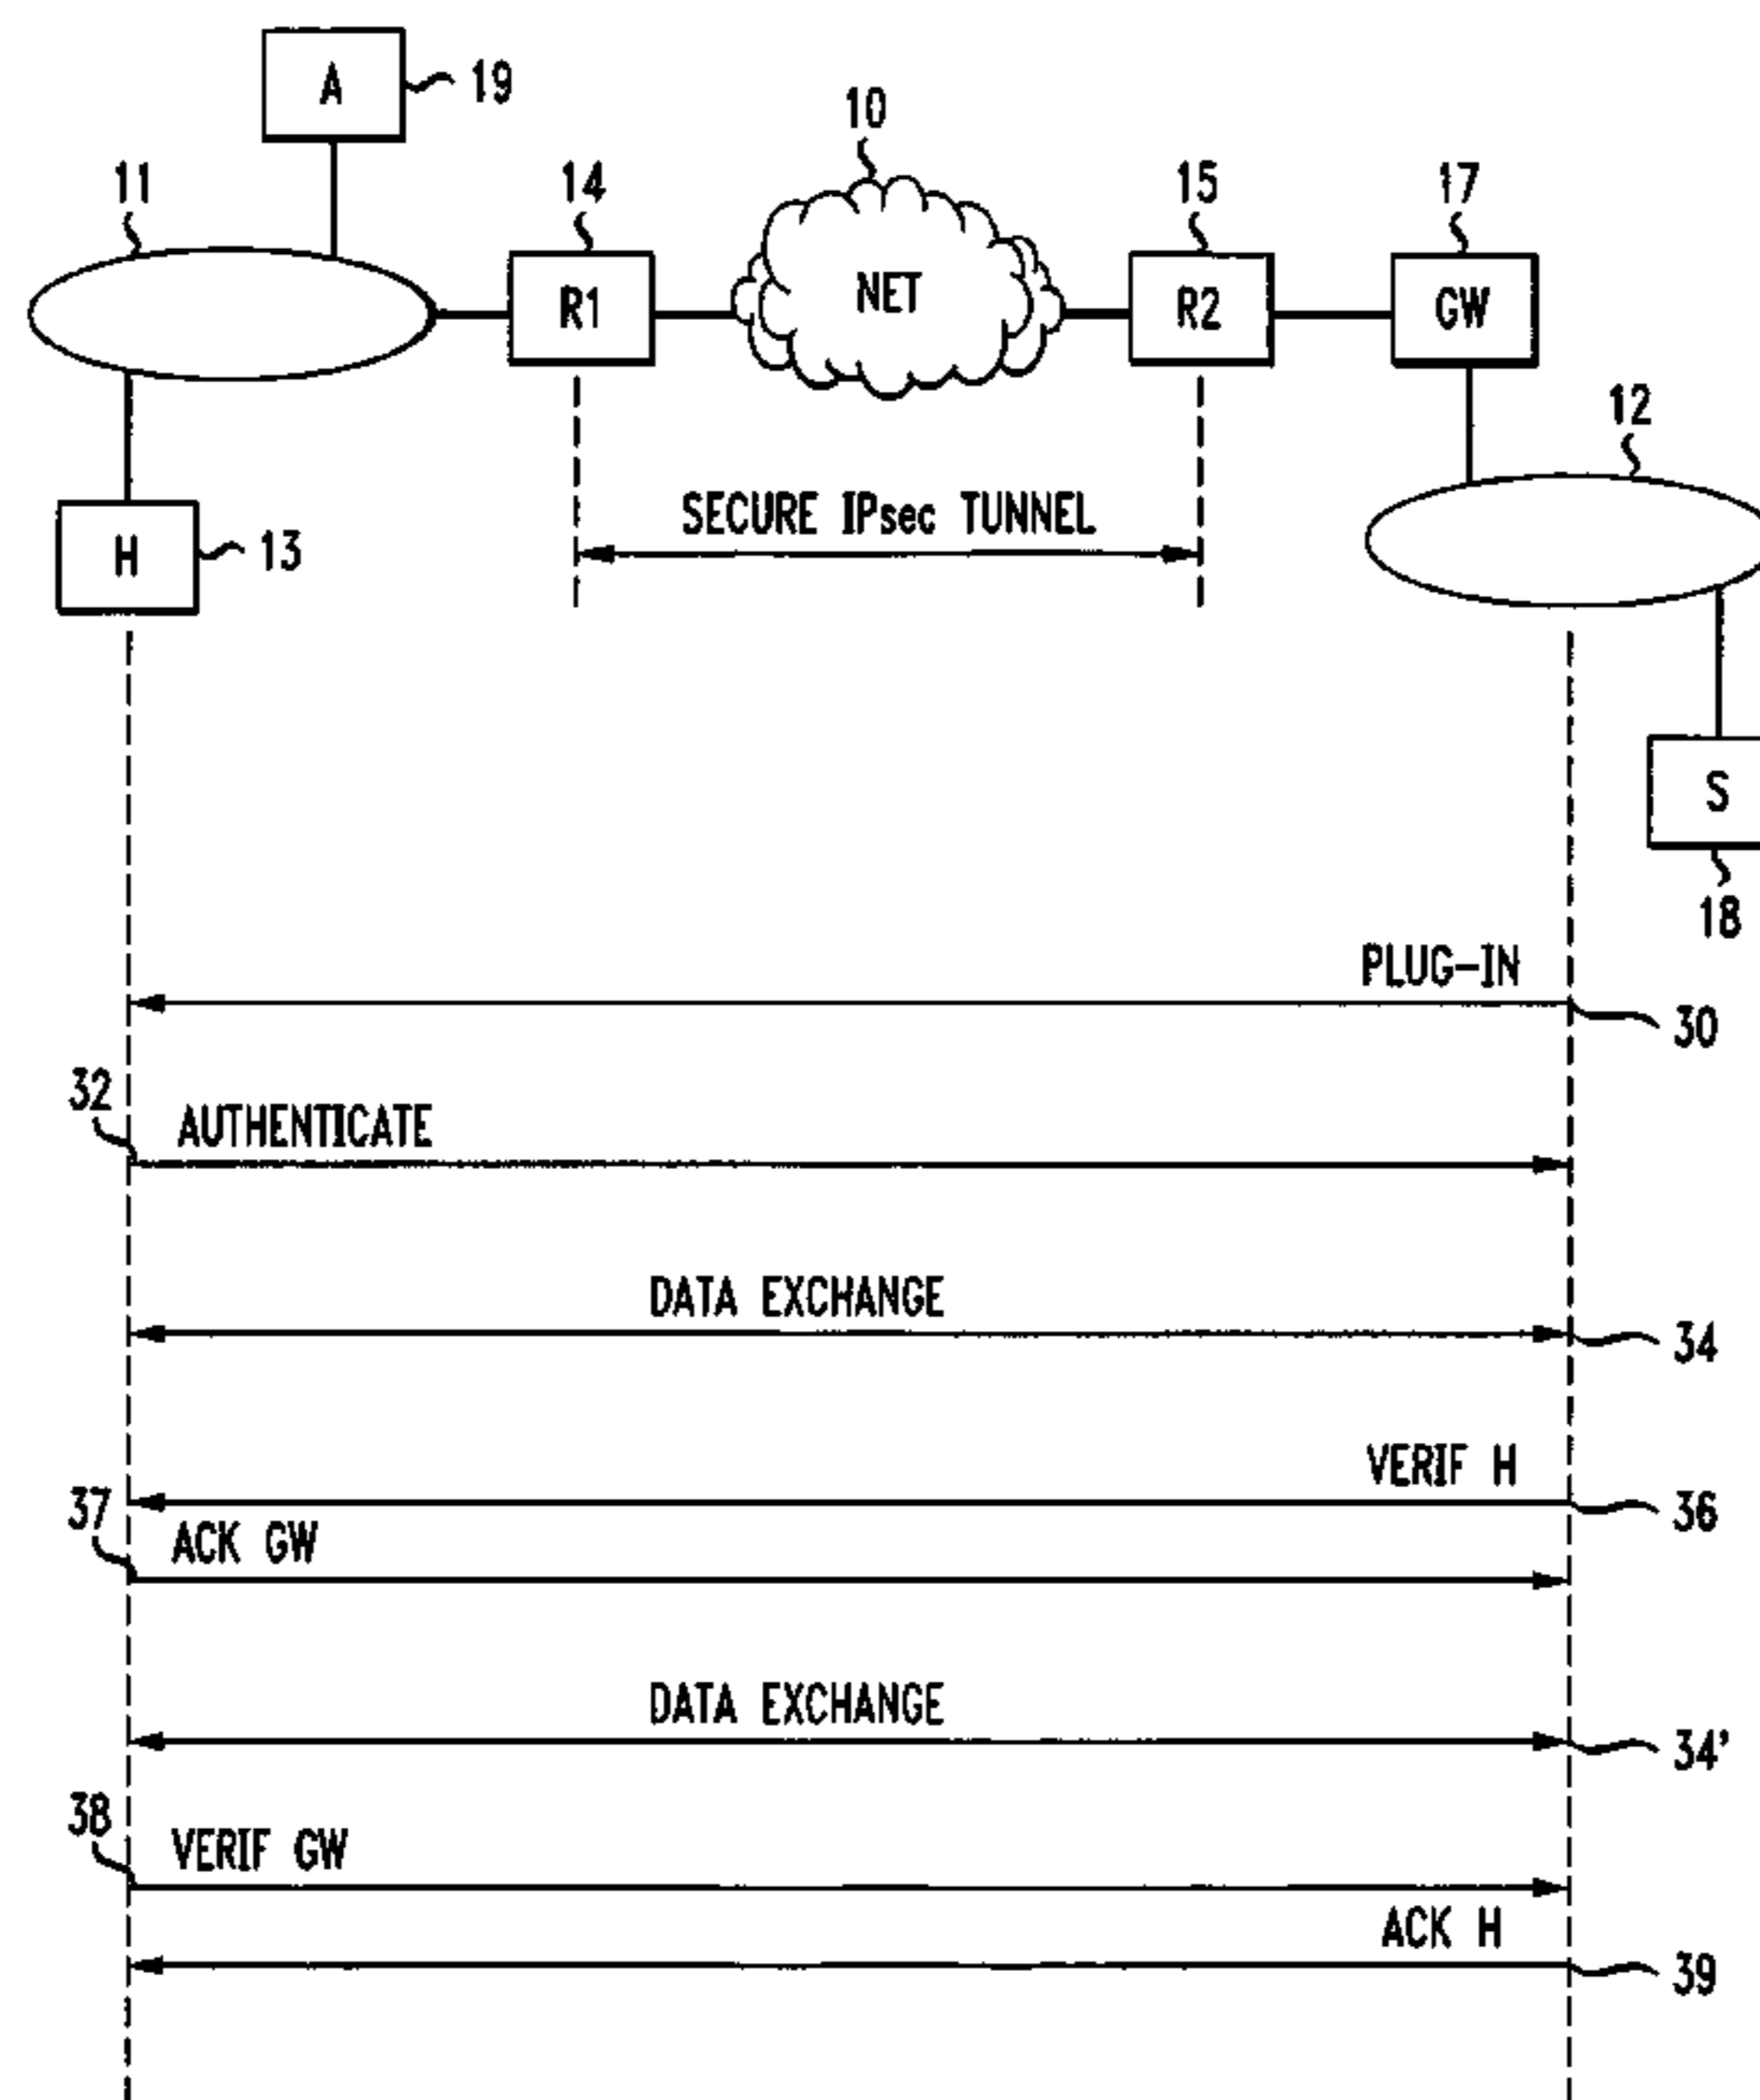 A
19
10
11
14
15
17
R1
NET
R2
GW
12
SECURE IPsec TUNNEL
H
13
S
18
PLUG-IN
30
32
AUTHENTICATE
DATA EXCHANGE
34
VERIF H
36
37
ACK GW
DATA EXCHANGE
34'
38
VERIF GW
ACK H
39